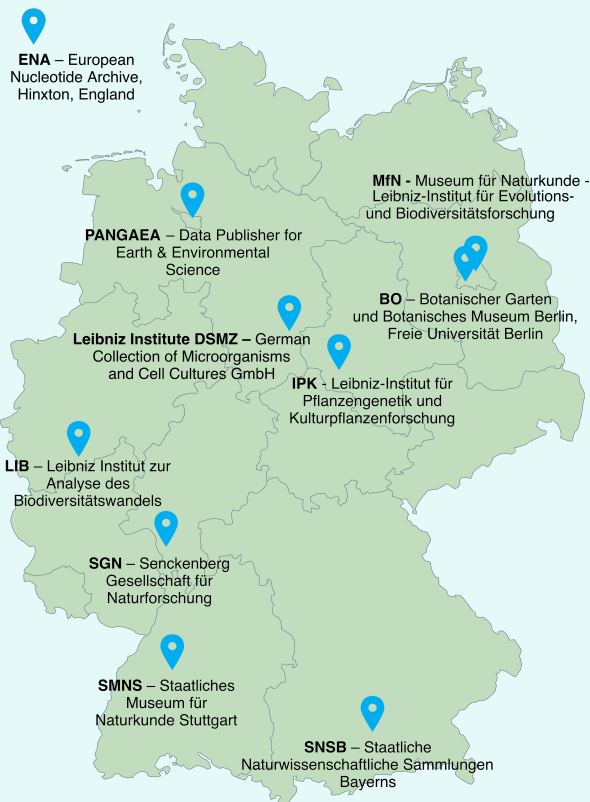 ENA – European
Nucleotide Archive,
Hinxton, England
MfN - Museum für Naturkunde -
Leibniz-Institut für Evolutions-
und Biodiversitätsforschung
PANGAEA – Data Publisher for
Earth & Environmental
Science
BO – Botanischer Garten
und Botanisches Museum Berlin,
Freie Universität Berlin
Leibniz Institute DSMZ – German
Collection of Microorganisms
and Cell Cultures GmbH
IPK - Leibniz-Institut für
Pflanzengenetik und
Kulturpflanzenforschung
LIB – Leibniz Institut zur
Analyse des
Biodiversitätswandels
SGN – Senckenberg
Gesellschaft für
Naturforschung
SMNS – Staatliches
Museum für
Naturkunde Stuttgart
SNSB – Staatliche
Naturwissenschaftliche Sammlungen
Bayerns